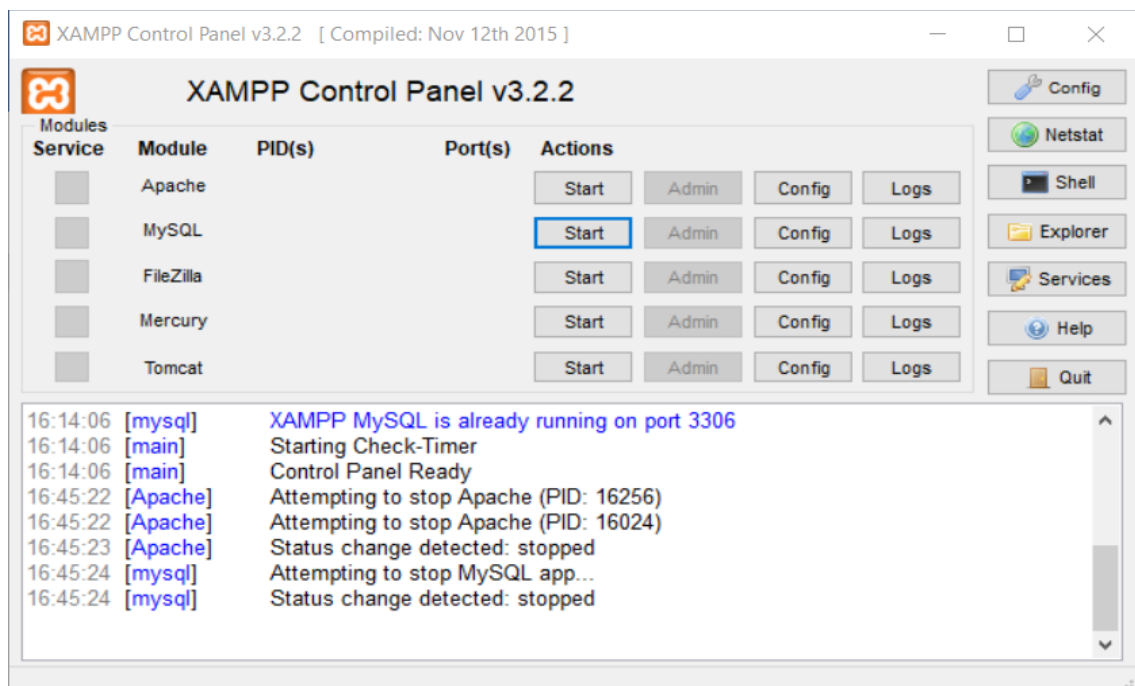 XAMPP Control Panel v3.2.2 [ Compiled: Nov 12th 2015 ]
XAMPP Control Panel v3.2.2
Config
Modules
Netstat
Service Module PID(s) Port(s) Actions
Apache Start Admin Config Logs
Shell
MySQL Start Admin Config Logs
Explorer
FileZilla Start Admin Config Logs
Services
Mercury Start Admin Config Logs
Help
Tomcat Start Admin Config Logs
Quit
16:14:06 [mysql] XAMPP MySQL is already running on port 3306
16:14:06 [main] Starting Check-Timer
16:14:06 [main] Control Panel Ready
16:45:22 [Apache] Attempting to stop Apache (PID: 16256)
16:45:22 [Apache] Attempting to stop Apache (PID: 16024)
16:45:23 [Apache] Status change detected: stopped
16:45:24 [mysql] Attempting to stop MySQL app...
16:45:24 [mysql] Status change detected: stopped